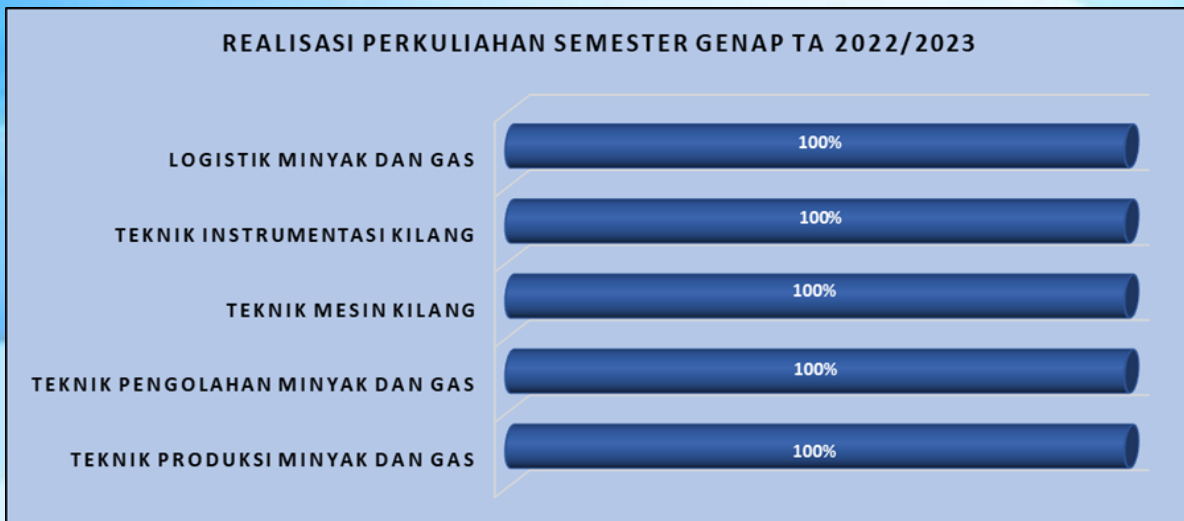 REALISASI PERKULIAHAN SEMESTER GENAP TA 2022/2023
LOGISTIK MINYAK DAN GAS 100%
TEKNIK INSTRUMENTASI KILANG 100%
TEKNIK MESIN KILANG 100%
TEKNIK PENGOLAHAN MINYAK DAN GAS 100%
TEKNIK PRODUKSI MINYAK DAN GAS 100%